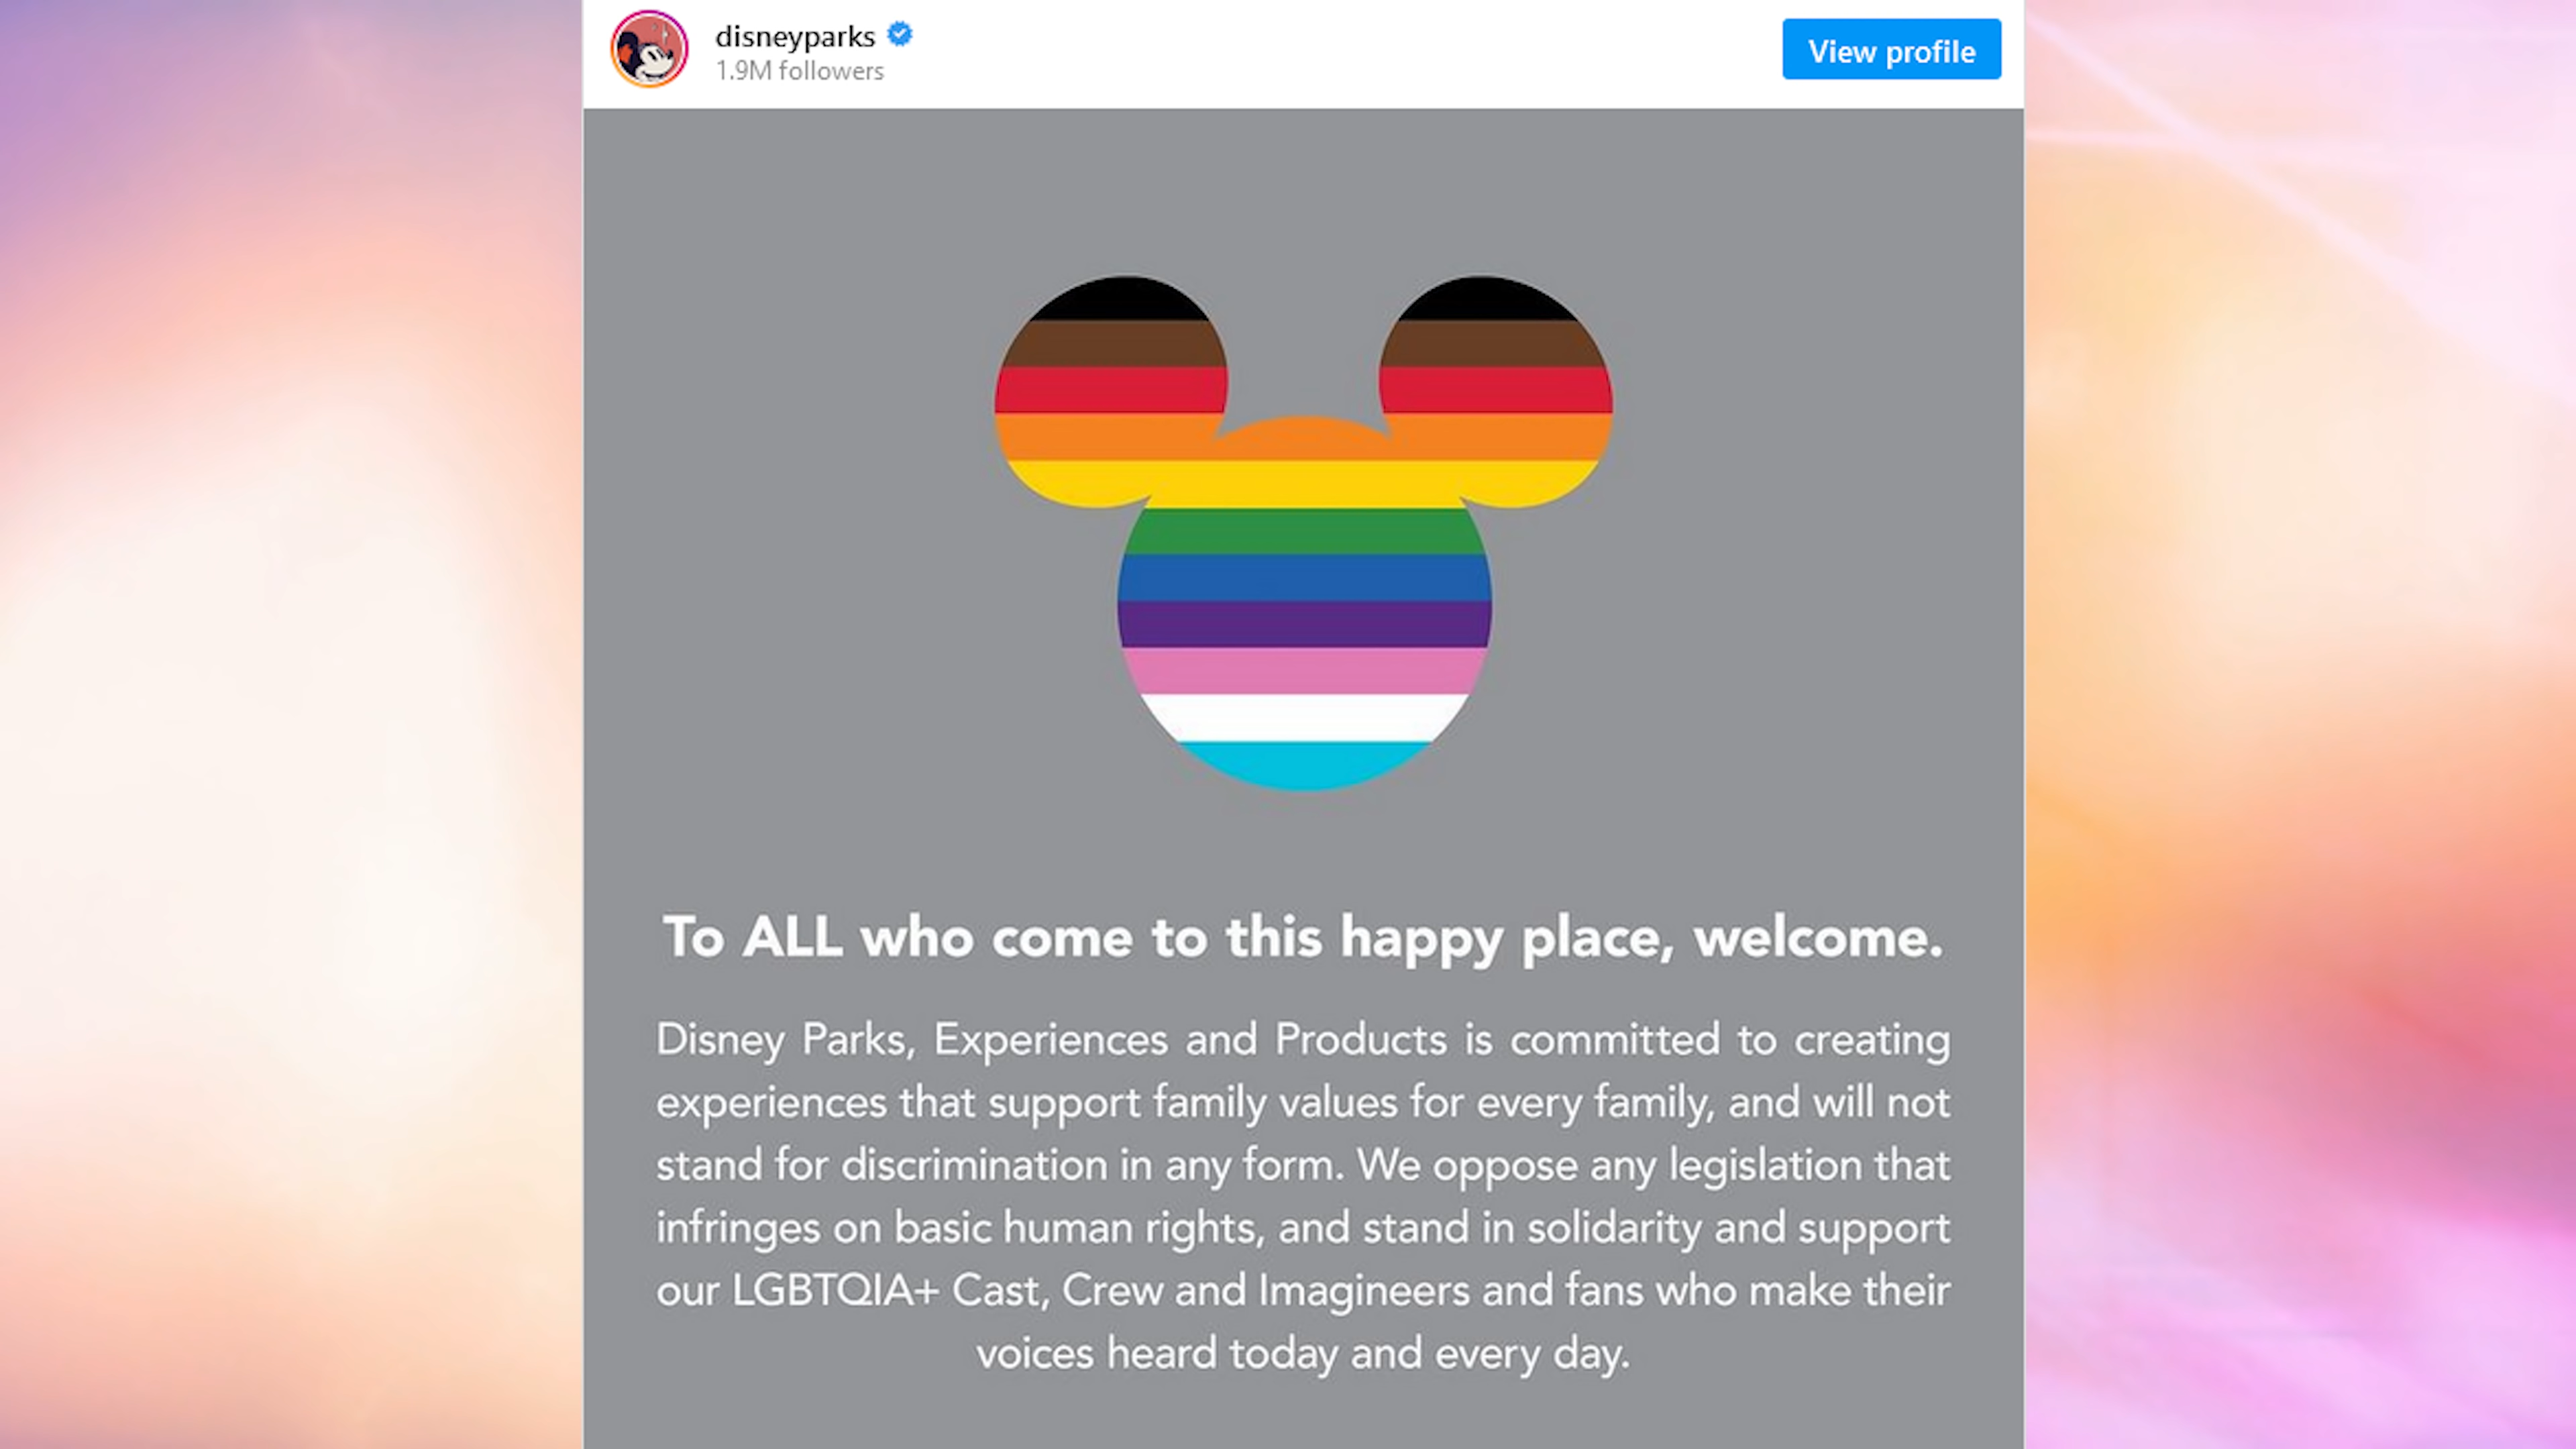 disneyparks
1.9M followers
View profile
To ALL who come to this happy place, welcome.
Disney Parks, Experiences and Products is committed to creating
experiences that support family values for every family, and will not
stand for discrimination in any form. We oppose any legislation that
infringes on basic human rights, and stand in solidarity and support
our LGBTQIA+ Cast, Crew and Imagineers and fans who make their
voices heard today and every day.